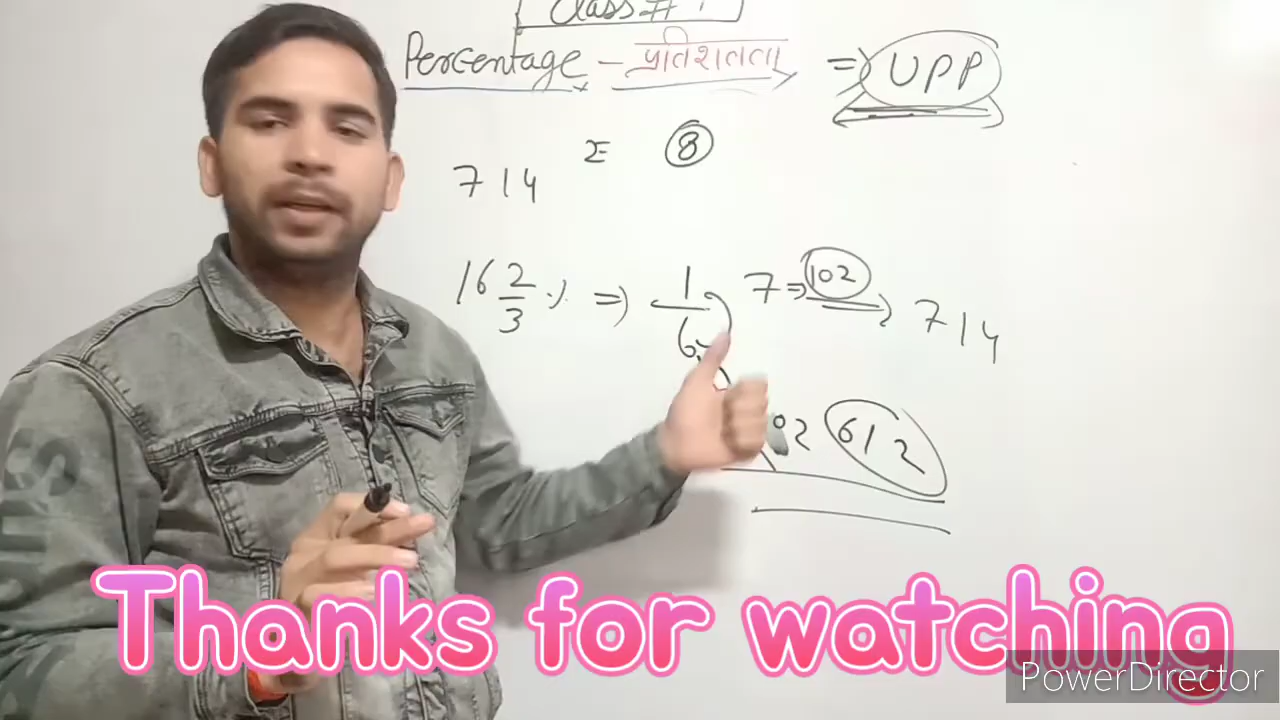 Class # 1
Percentage - प्रतिशतता => UPP
714 = 8
16 2/3 % => 1/6 7 => 102 714
02 612
Thanks for watching
PowerDirector